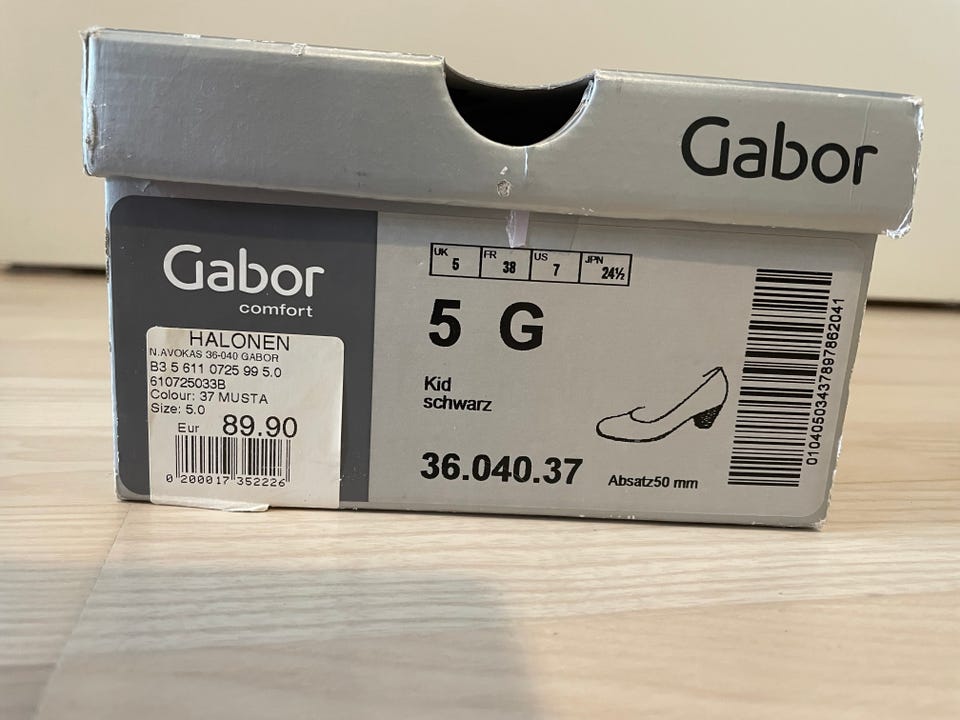 Gabor
Gabor
comfort
HALONEN
N.AVOKAS 36-040 GABOR
B3 5 611 0725 99 5.0
610725033B
Colour: 37 MUSTA
Size: 5.0
Eur 89.90
0 200017 352226
UK 5 FR 38 US 7 JPN 24½
5 G
Kid
schwarz
36.040.37
Absatz50 mm
01040503437897862041